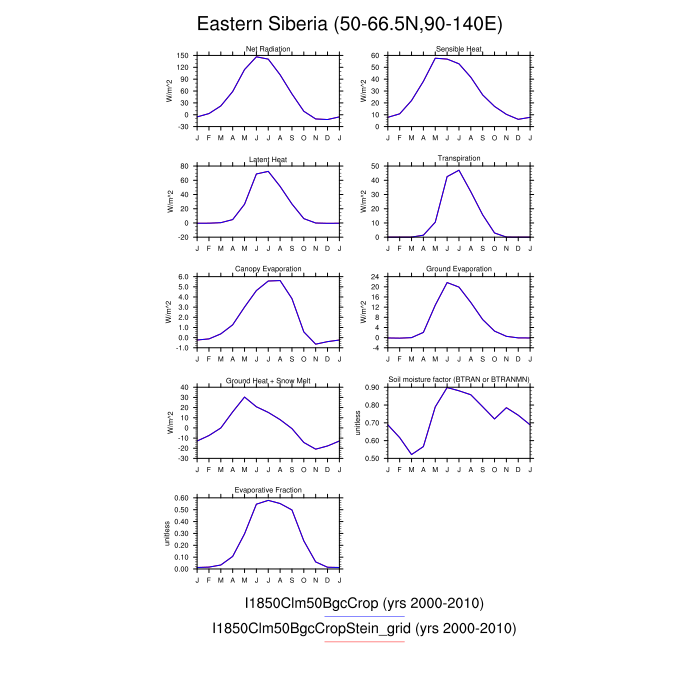 Eastern Siberia (50-66.5N,90-140E)
Net Radiation
W/m^2
150
120
90
60
30
0
-30
J F M A M J J A S O N D J
Sensible Heat
W/m^2
60
50
40
30
20
10
0
J F M A M J J A S O N D J
Latent Heat
W/m^2
80
60
40
20
0
-20
J F M A M J J A S O N D J
Transpiration
W/m^2
50
40
30
20
10
0
J F M A M J J A S O N D J
Canopy Evaporation
W/m^2
6.0
5.0
4.0
3.0
2.0
1.0
0.0
-1.0
J F M A M J J A S O N D J
Ground Evaporation
W/m^2
24
20
16
12
8
4
0
-4
J F M A M J J A S O N D J
Ground Heat + Snow Melt
W/m^2
40
30
20
10
0
-10
-20
-30
J F M A M J J A S O N D J
Soil moisture factor (BTRAN or BTRANMN)
unitless
0.90
0.80
0.70
0.60
0.50
J F M A M J J A S O N D J
Evaporative Fraction
unitless
0.60
0.50
0.40
0.30
0.20
0.10
0.00
J F M A M J J A S O N D J
I1850Clm50BgcCrop (yrs 2000-2010)
I1850Clm50BgcCropStein_grid (yrs 2000-2010)